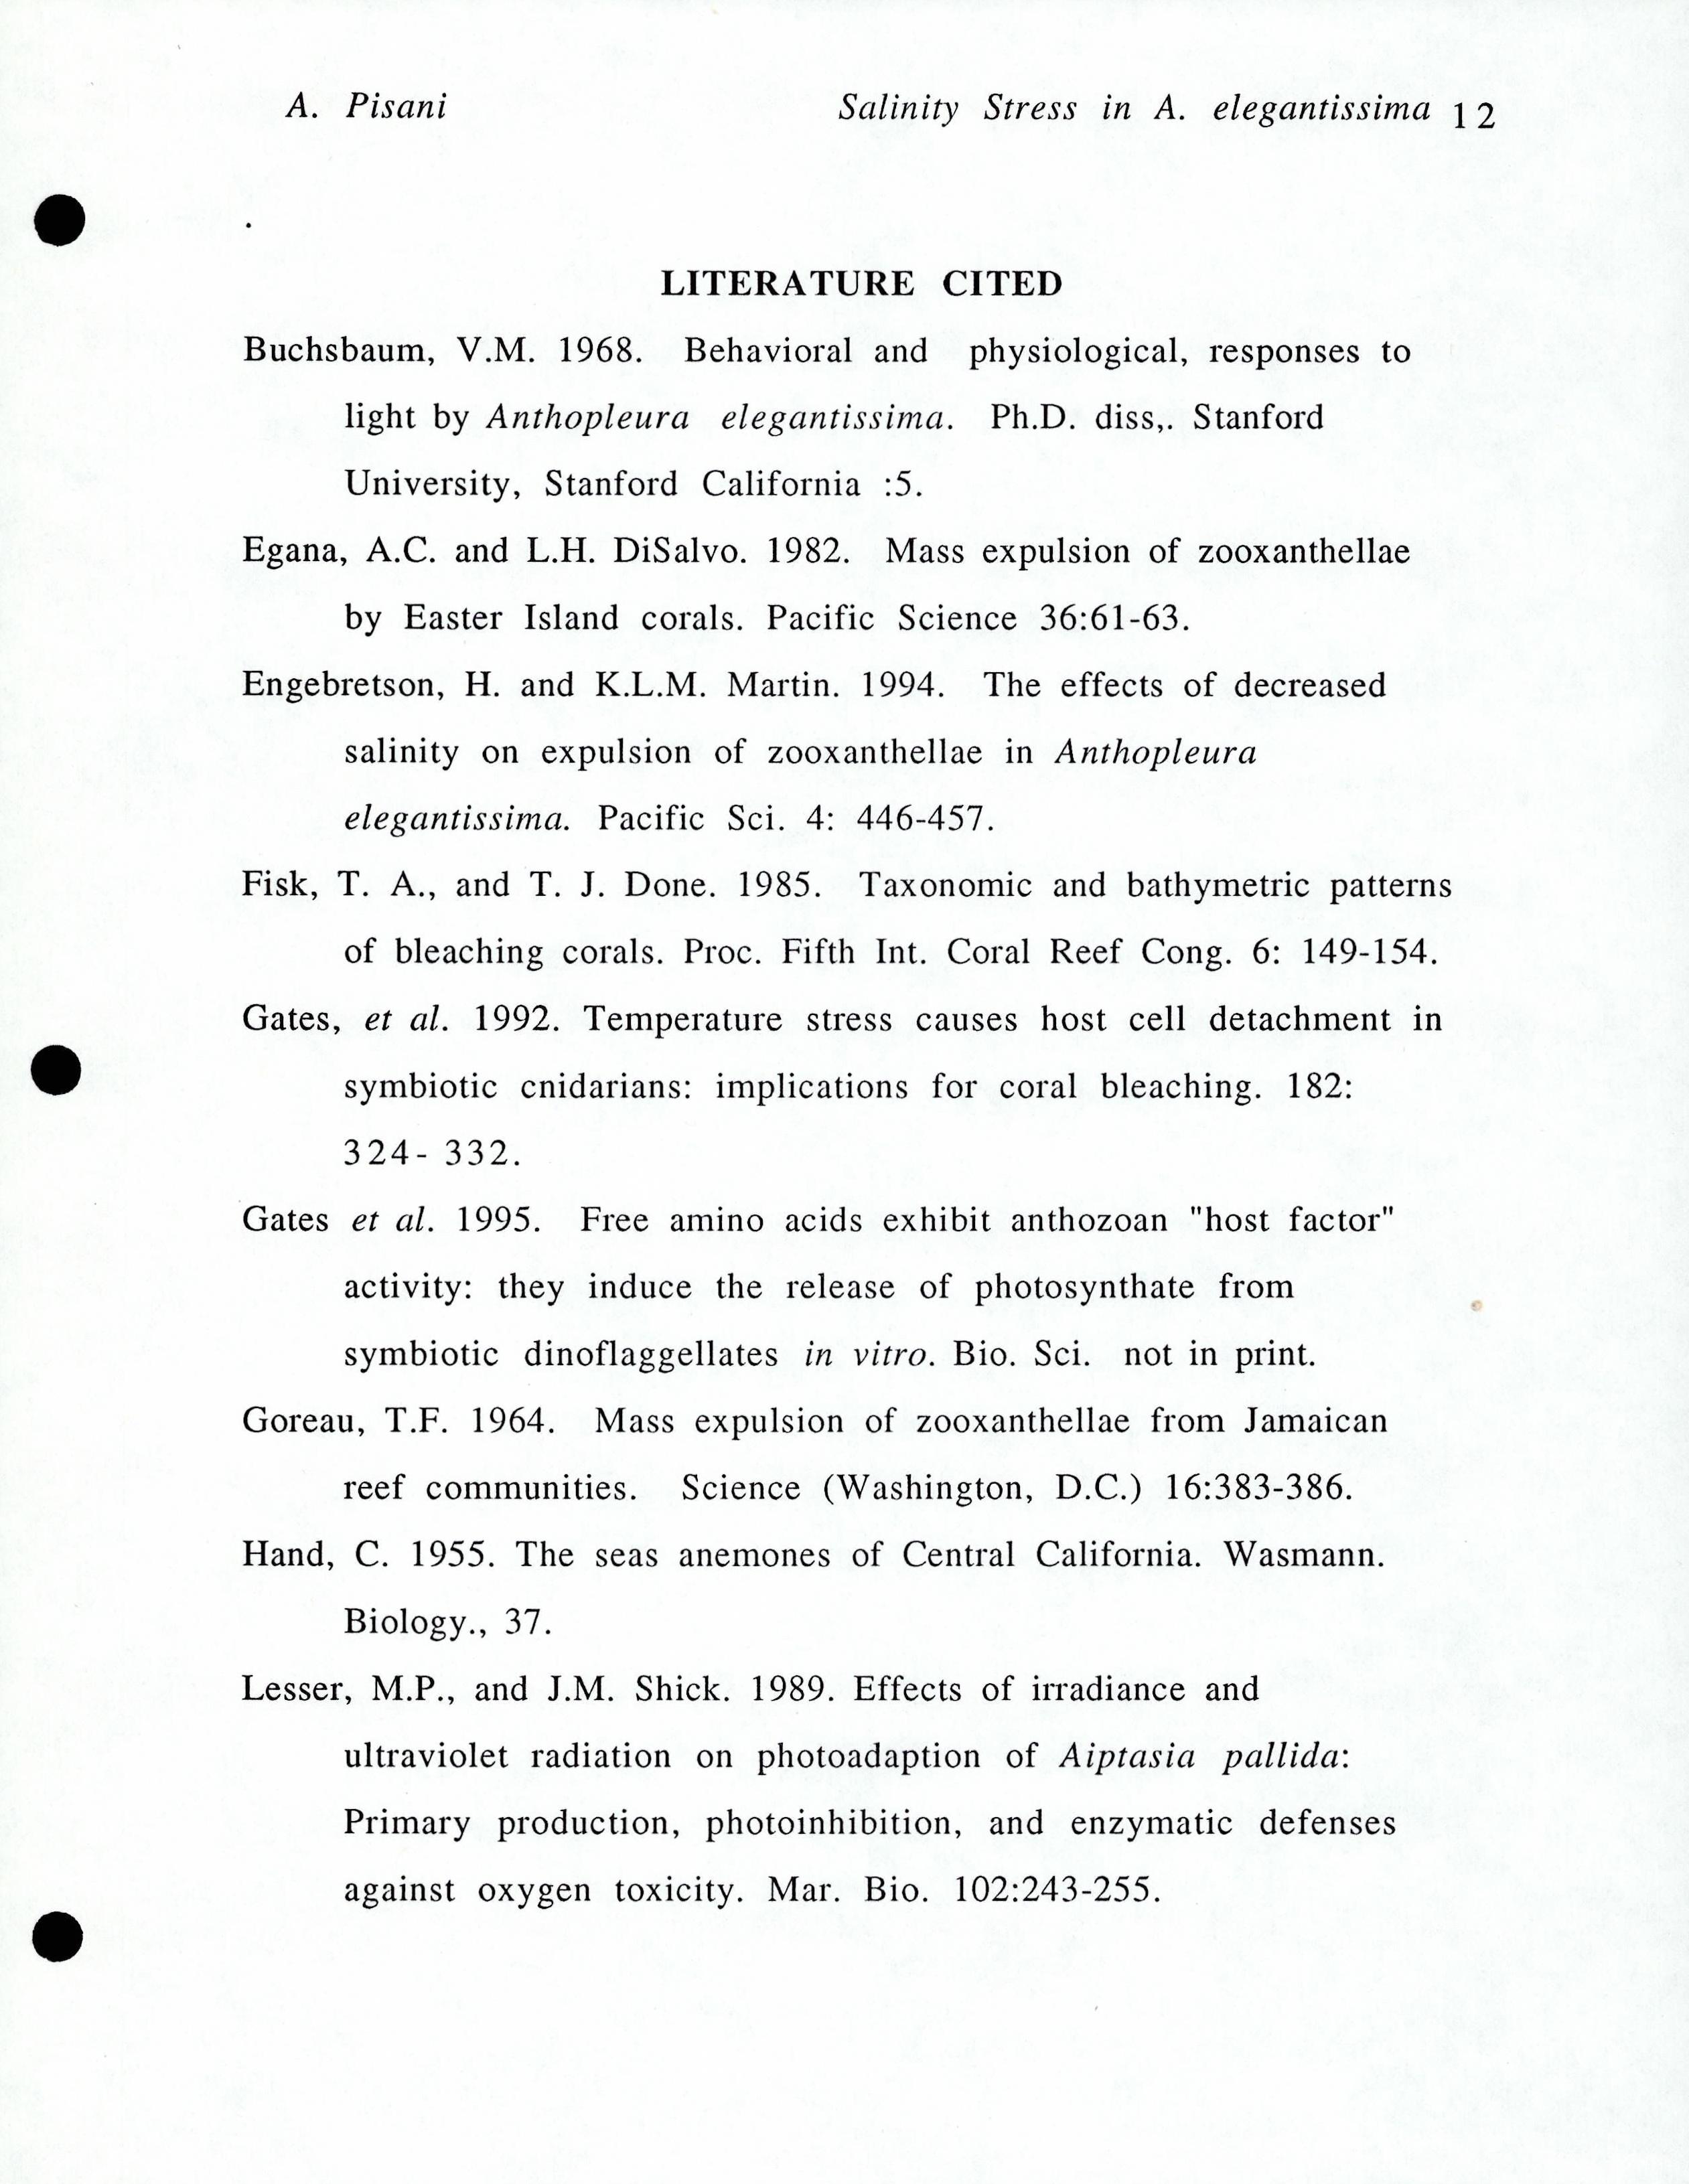 A. Pisani Salinity Stress in A. elegantissima 12
LITERATURE CITED
Buchsbaum, V.M. 1968. Behavioral and physiological, responses to
light by Anthopleura elegantissima. Ph.D. diss,. Stanford
University, Stanford California :5.
Egana, A.C. and L.H. DiSalvo. 1982. Mass expulsion of zooxanthellae
by Easter Island corals. Pacific Science 36:61-63.
Engebretson, H. and K.L.M. Martin. 1994. The effects of decreased
salinity on expulsion of zooxanthellae in Anthopleura
elegantissima. Pacific Sci. 4: 446-457.
Fisk, T. A., and T. J. Done. 1985. Taxonomic and bathymetric patterns
of bleaching corals. Proc. Fifth Int. Coral Reef Cong. 6: 149-154.
Gates, et al. 1992. Temperature stress causes host cell detachment in
symbiotic cnidarians: implications for coral bleaching. 182:
324- 332.
Gates et al. 1995. Free amino acids exhibit anthozoan "host factor"
activity: they induce the release of photosynthate from
symbiotic dinoflaggellates in vitro. Bio. Sci. not in print.
Goreau, T.F. 1964. Mass expulsion of zooxanthellae from Jamaican
reef communities. Science (Washington, D.C.) 16:383-386.
Hand, C. 1955. The seas anemones of Central California. Wasmann.
Biology., 37.
Lesser, M.P., and J.M. Shick. 1989. Effects of irradiance and
ultraviolet radiation on photoadaption of Aiptasia pallida:
Primary production, photoinhibition, and enzymatic defenses
against oxygen toxicity. Mar. Bio. 102:243-255.